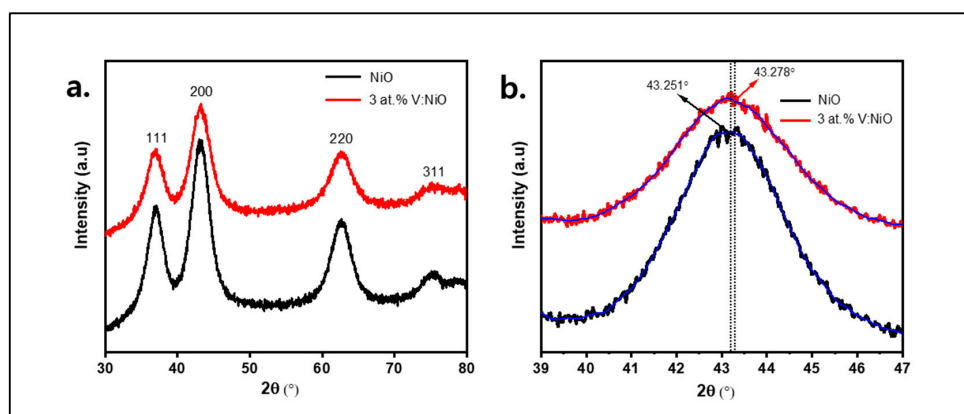 a.
NiO
3 at.% V:NiO
111
200
220
311
Intensity (a.u)
30 40 50 60 70 80
2θ (°)
b.
43.251°
43.278°
NiO
3 at.% V:NiO
Intensity (a.u)
39 40 41 42 43 44 45 46 47
2θ (°)